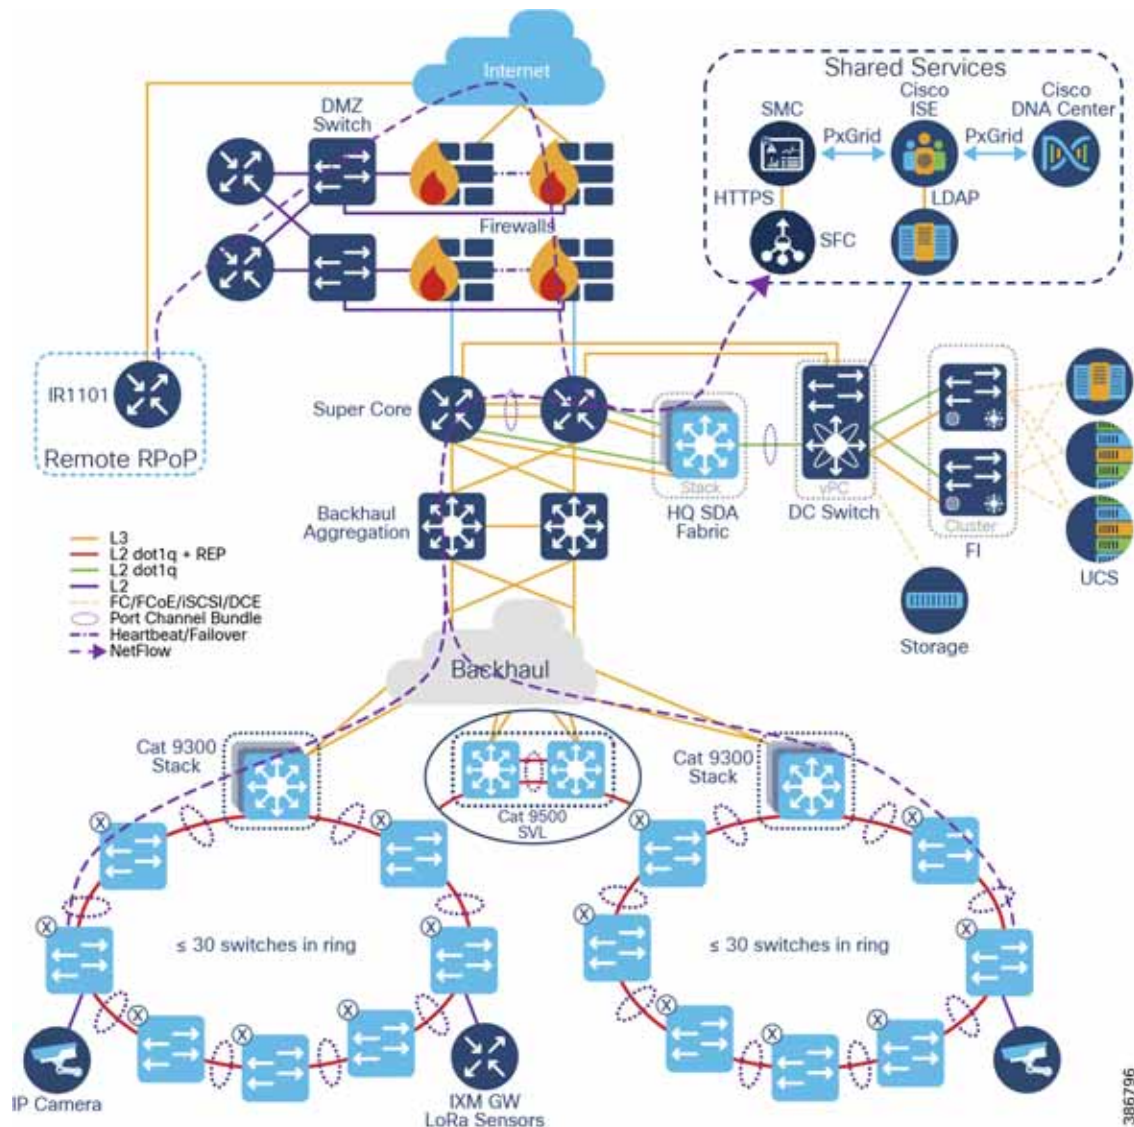 Internet
Shared Services
SMC
Cisco
ISE
Cisco
DNA Center
PxGrid
PxGrid
HTTPS
LDAP
SFC
DMZ
Switch
Firewalls
IR1101
Remote RPoP
Super Core
Stack
HQ SDA
Fabric
vPC
DC Switch
Cluster
FI
UCS
Storage
Backhaul
Aggregation
L3
L2 dot1q + REP
L2 dot1q
L2
FC/FCoE/iSCSI/DCE
Port Channel Bundle
Heartbeat/Failover
NetFlow
Backhaul
Cat 9300
Stack
Cat 9500
SVL
Cat 9300
Stack
X
X
X
X
X
X
X
X
X
X
X
X
X
X
≤ 30 switches in ring
≤ 30 switches in ring
IP Camera
IXM GW
LoRa Sensors
386796